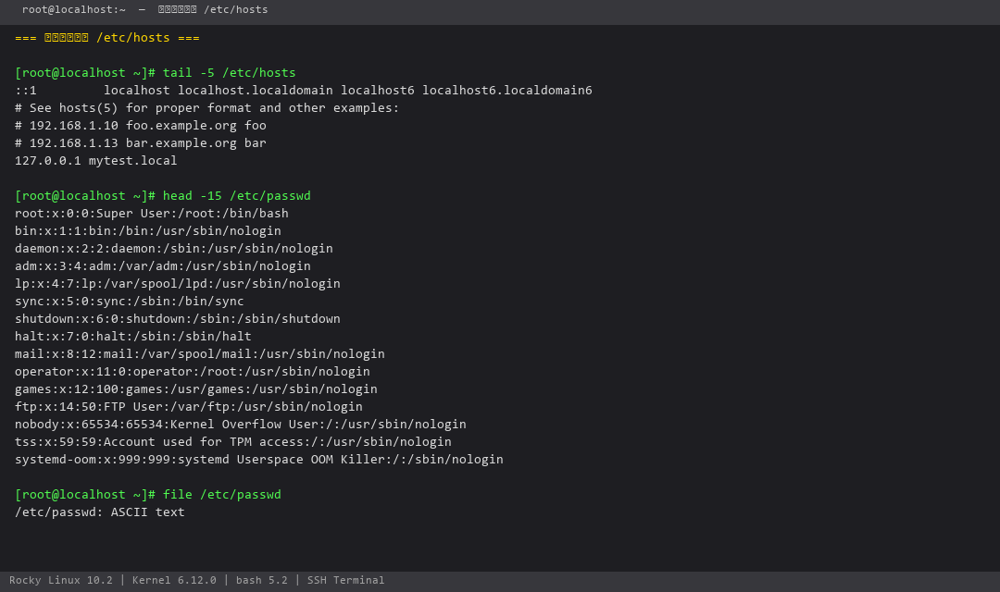 root@localhost:~ — /etc/hosts
=== /etc/hosts ===
[root@localhost ~]# tail -5 /etc/hosts
::1         localhost localhost.localdomain localhost6 localhost6.localdomain6
# See hosts(5) for proper format and other examples:
# 192.168.1.10 foo.example.org foo
# 192.168.1.13 bar.example.org bar
127.0.0.1 mytest.local
[root@localhost ~]# head -15 /etc/passwd
root:x:0:0:Super User:/root:/bin/bash
bin:x:1:1:bin:/bin:/usr/sbin/nologin
daemon:x:2:2:daemon:/sbin:/usr/sbin/nologin
adm:x:3:4:adm:/var/adm:/usr/sbin/nologin
lp:x:4:7:lp:/var/spool/lpd:/usr/sbin/nologin
sync:x:5:0:sync:/sbin:/bin/sync
shutdown:x:6:0:shutdown:/sbin:/sbin/shutdown
halt:x:7:0:halt:/sbin:/sbin/halt
mail:x:8:12:mail:/var/spool/mail:/usr/sbin/nologin
operator:x:11:0:operator:/root:/usr/sbin/nologin
games:x:12:100:games:/usr/games:/usr/sbin/nologin
ftp:x:14:50:FTP User:/var/ftp:/usr/sbin/nologin
nobody:x:65534:65534:Kernel Overflow User:/:/usr/sbin/nologin
tss:x:59:59:Account used for TPM access:/:/usr/sbin/nologin
systemd-oom:x:999:999:systemd Userspace OOM Killer:/:/sbin/nologin
[root@localhost ~]# file /etc/passwd
/etc/passwd: ASCII text
Rocky Linux 10.2 | Kernel 6.12.0 | bash 5.2 | SSH Terminal